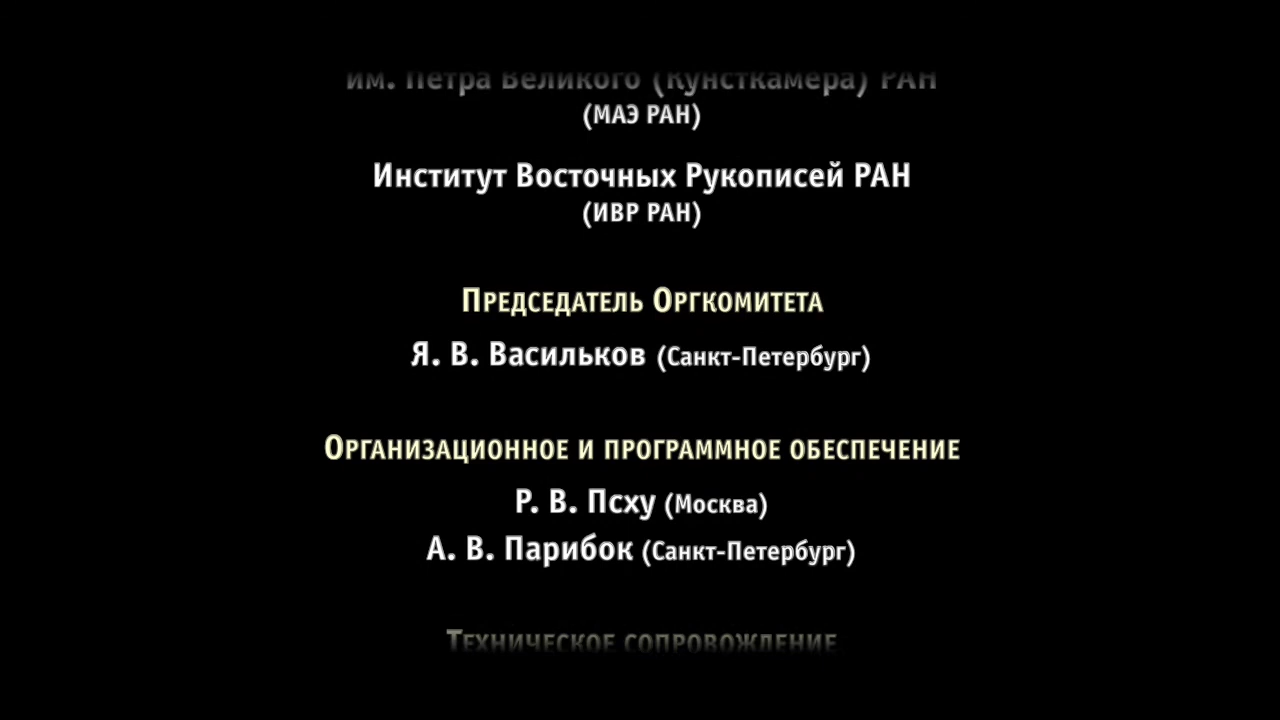 им. Петра Великого (Кунсткамера) РАН
(МАЭ РАН)
Институт Восточных Рукописей РАН
(ИВР РАН)
Председатель Оргкомитета
Я. В. Васильков (Санкт-Петербург)
Организационное и программное обеспечение
Р. В. Псху (Москва)
А. В. Парибок (Санкт-Петербург)
Техническое сопровождение